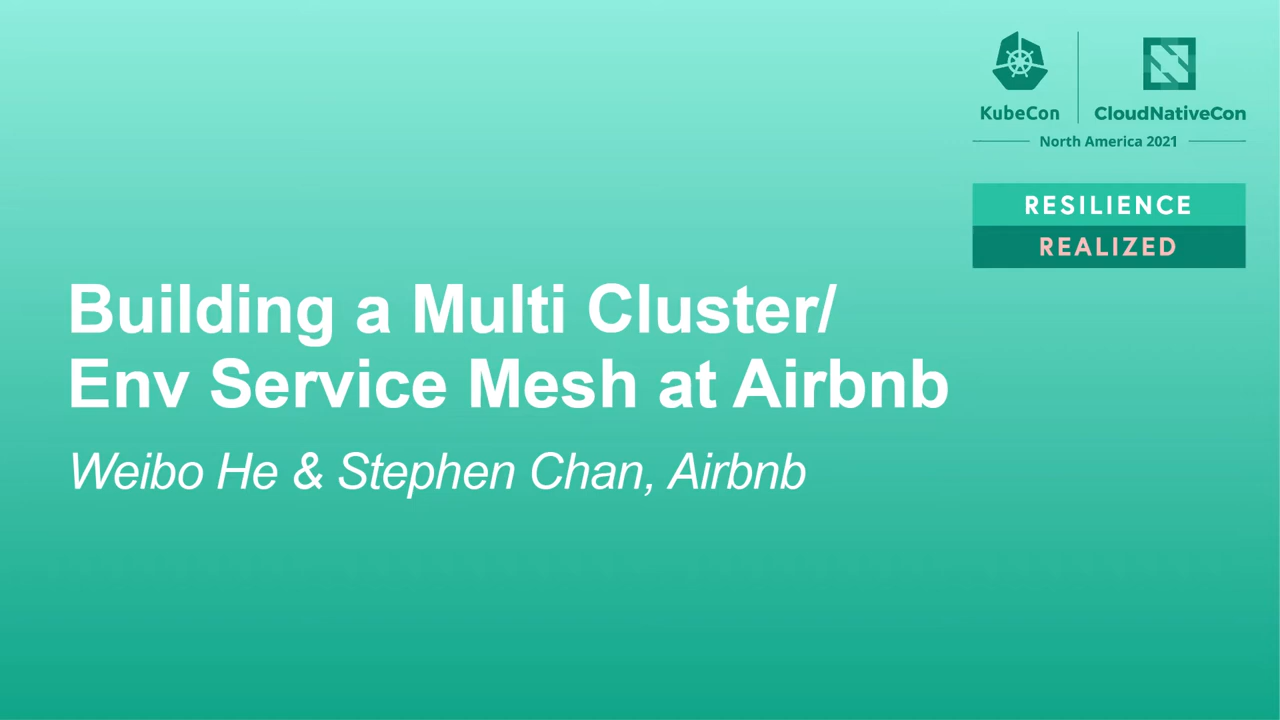 KubeCon
CloudNativeCon
North America 2021
RESILIENCE
REALIZED
Building a Multi Cluster/
Env Service Mesh at Airbnb
Weibo He & Stephen Chan, Airbnb